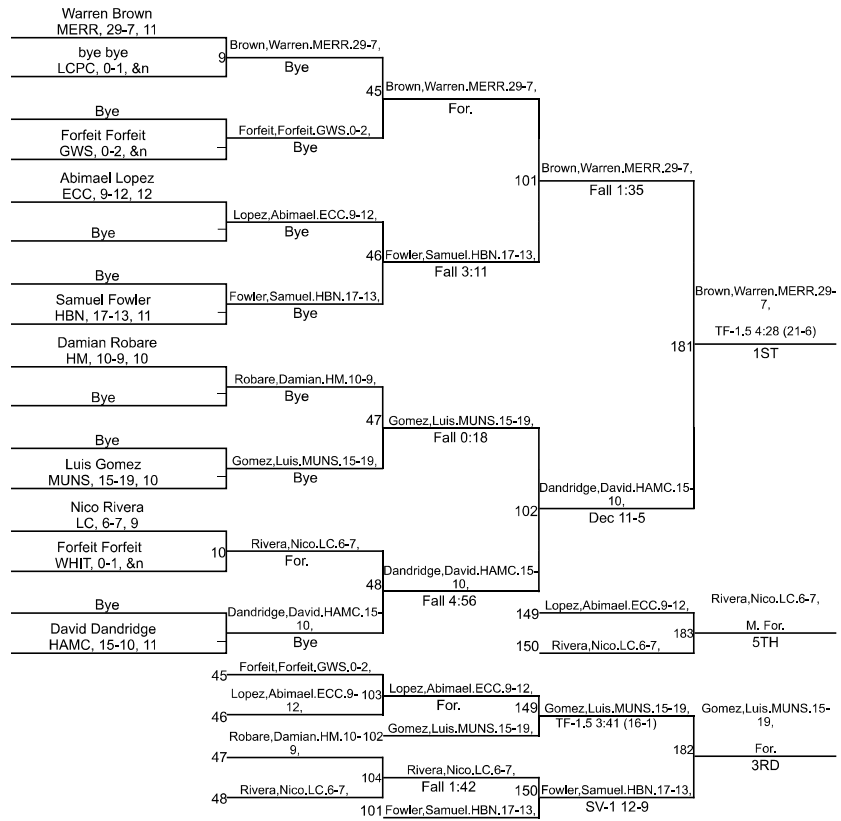 Warren Brown
MERR, 29-7, 11
bye bye
LCPC, 0-1, &n
9
Brown,Warren.MERR.29-7,
Bye
Bye
Forfeit Forfeit
GWS, 0-2, &n
Forfeit,Forfeit.GWS.0-2,
Bye
45
Brown,Warren.MERR.29-7,
For.
Abimael Lopez
ECC, 9-12, 12
Bye
Lopez,Abimael.ECC.9-12,
Bye
Bye
Samuel Fowler
HBN, 17-13, 11
Fowler,Samuel.HBN.17-13,
Bye
46
Fowler,Samuel.HBN.17-13,
Fall 3:11
101
Brown,Warren.MERR.29-7,
Fall 1:35
Damian Robare
HM, 10-9, 10
Bye
Robare,Damian.HM.10-9,
Bye
Bye
Luis Gomez
MUNS, 15-19, 10
Gomez,Luis.MUNS.15-19,
Bye
47
Gomez,Luis.MUNS.15-19,
Fall 0:18
Nico Rivera
LC, 6-7, 9
Forfeit Forfeit
WHIT, 0-1, &n
10
Rivera,Nico.LC.6-7,
For.
Bye
David Dandridge
HAMC, 15-10, 11
Dandridge,David.HAMC.15-
10,
Bye
48
Dandridge,David.HAMC.15-
10,
Fall 4:56
102
Dandridge,David.HAMC.15-
10,
Dec 11-5
181
Brown,Warren.MERR.29-
7,
TF-1.5 4:28 (21-6)
1ST
149
Lopez,Abimael.ECC.9-12,
150
Rivera,Nico.LC.6-7,
183
Rivera,Nico.LC.6-7,
M. For.
5TH
45
Forfeit,Forfeit.GWS.0-2,
46
Lopez,Abimael.ECC.9-
12,
103
Lopez,Abimael.ECC.9-12,
For.
102
Gomez,Luis.MUNS.15-19,
149
Gomez,Luis.MUNS.15-19,
TF-1.5 3:41 (16-1)
47
Robare,Damian.HM.10-
9,
48
Rivera,Nico.LC.6-7,
104
Rivera,Nico.LC.6-7,
Fall 1:42
101
Fowler,Samuel.HBN.17-13,
150
Fowler,Samuel.HBN.17-13,
SV-1 12-9
182
Gomez,Luis.MUNS.15-
19,
For.
3RD